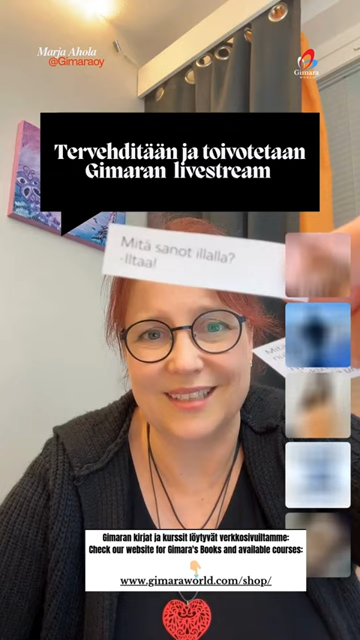 Marja Ahola
@Gimaraoy
Gimara
WORLD
Tervehditään ja toivotetaan
Gimaran livestream
Mitä sanot illalla?
-Iltaa!
Gimaran kirjat ja kurssit löytyvät verkkosivuiltamme:
Check our website for Gimara's Books and available courses:
www.gimaraworld.com/shop/